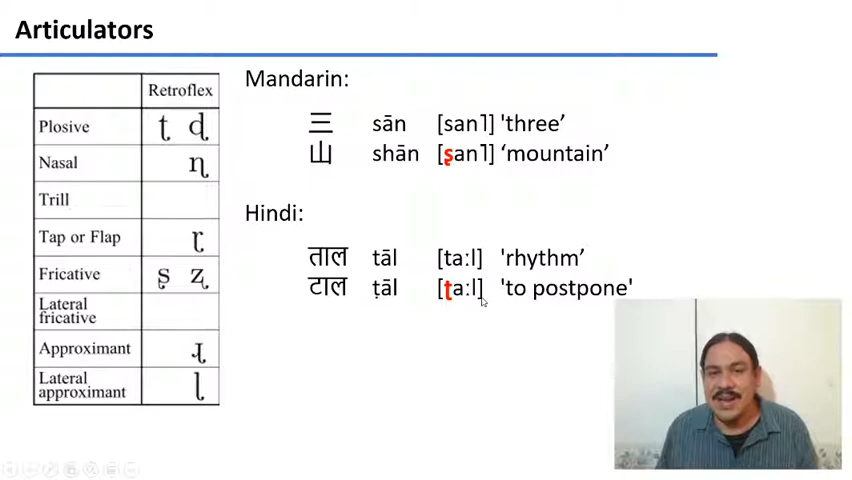 Articulators
Retroflex
Plosive ʈ ɖ
Nasal ɳ
Trill
Tap or Flap ɽ
Fricative ʂ ʐ
Lateral
fricative
Approximant ɻ
Lateral
approximant ɭ
Mandarin:
三 sān [san˥] 'three’
山 shān [ʂan˥] ‘mountain’
Hindi:
ताल tāl [taːl] 'rhythm’
टाल ṭāl [ʈaːl] 'to postpone'